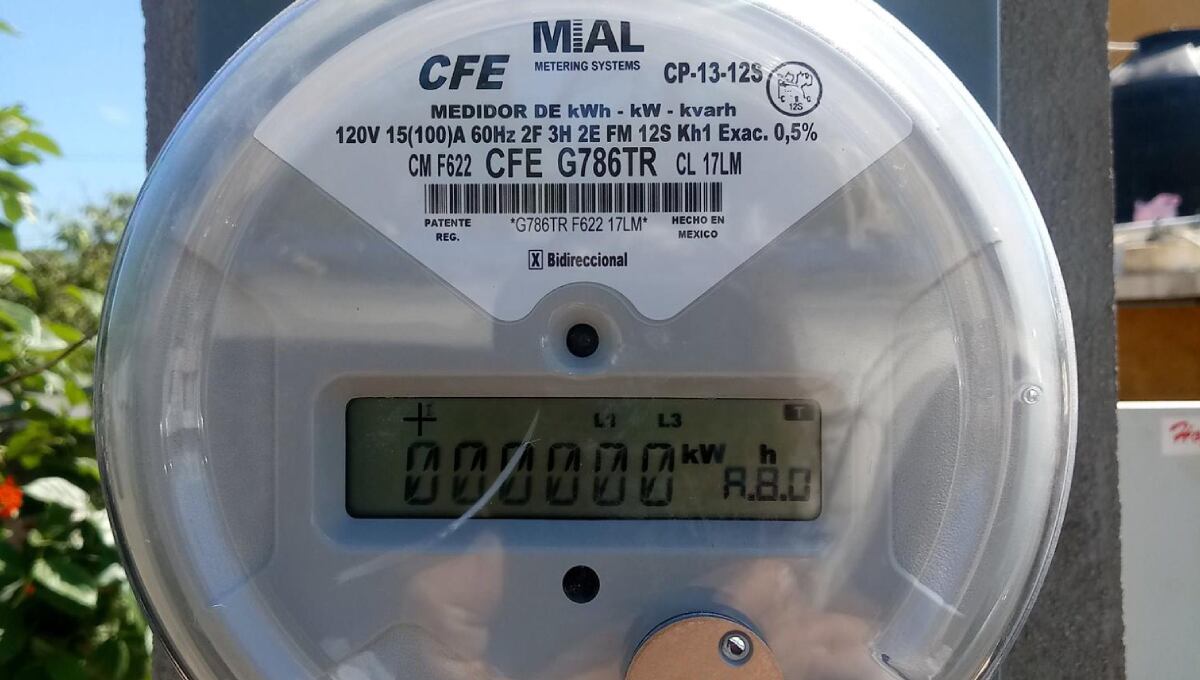 MIAL
METERING SYSTEMS
CFE
CP-13-12S
12S
MEDIDOR DE kWh - kW - kvarh
120V 15(100)A 60Hz 2F 3H 2E FM 12S Kh1 Exac. 0,5%
CM F622 CFE G786TR CL 17LM
PATENTE REG.
*G786TR F622 17LM*
HECHO EN MEXICO
X Bidireccional
L1 L3 T
000000 kW h A.B.0